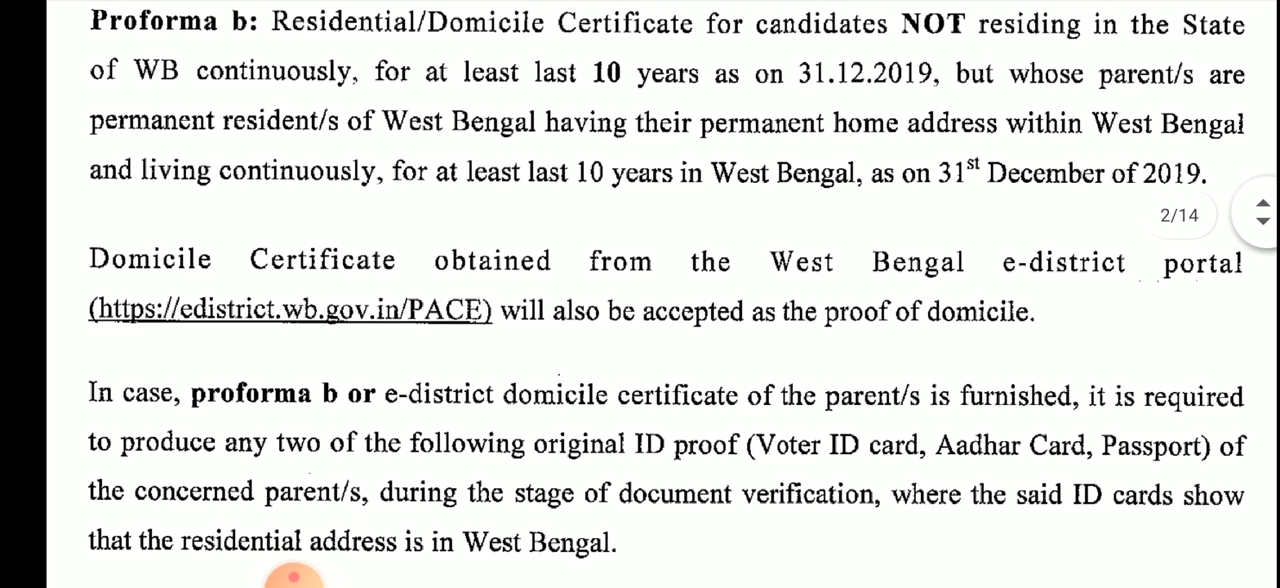 Proforma b: Residential/Domicile Certificate for candidates NOT residing in the State
of WB continuously, for at least last 10 years as on 31.12.2019, but whose parent/s are
permanent resident/s of West Bengal having their permanent home address within West Bengal
and living continuously, for at least last 10 years in West Bengal, as on 31st December of 2019.
2/14
Domicile Certificate obtained from the West Bengal e-district portal
(https://edistrict.wb.gov.in/PACE) will also be accepted as the proof of domicile.
In case, proforma b or e-district domicile certificate of the parent/s is furnished, it is required
to produce any two of the following original ID proof (Voter ID card, Aadhar Card, Passport) of
the concerned parent/s, during the stage of document verification, where the said ID cards show
that the residential address is in West Bengal.